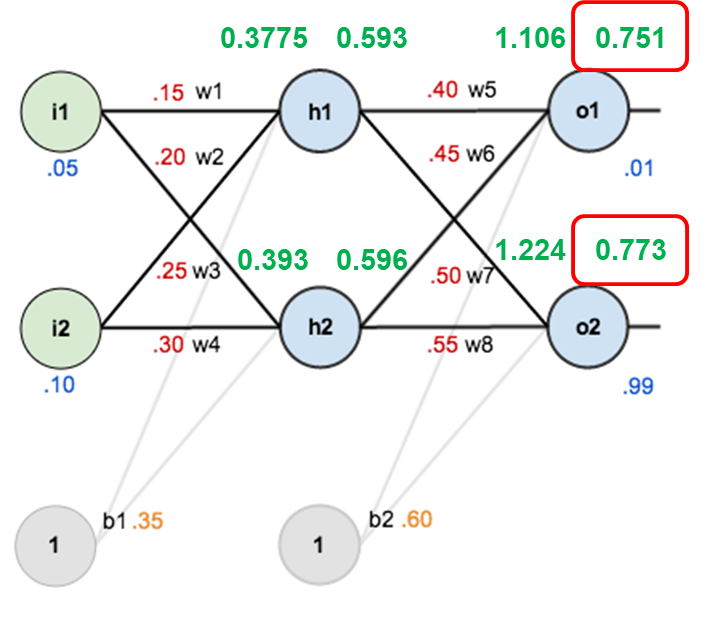 0.3775 0.593 1.106 0.751
i1 .15 w1 h1 .40 w5 o1
.05 .20 w2 .45 w6 .01
0.393 0.596 1.224 0.773
.25 w3 .50 w7
i2 .30 w4 h2 .55 w8 o2
.10 .99
1 b1 .35 1 b2 .60